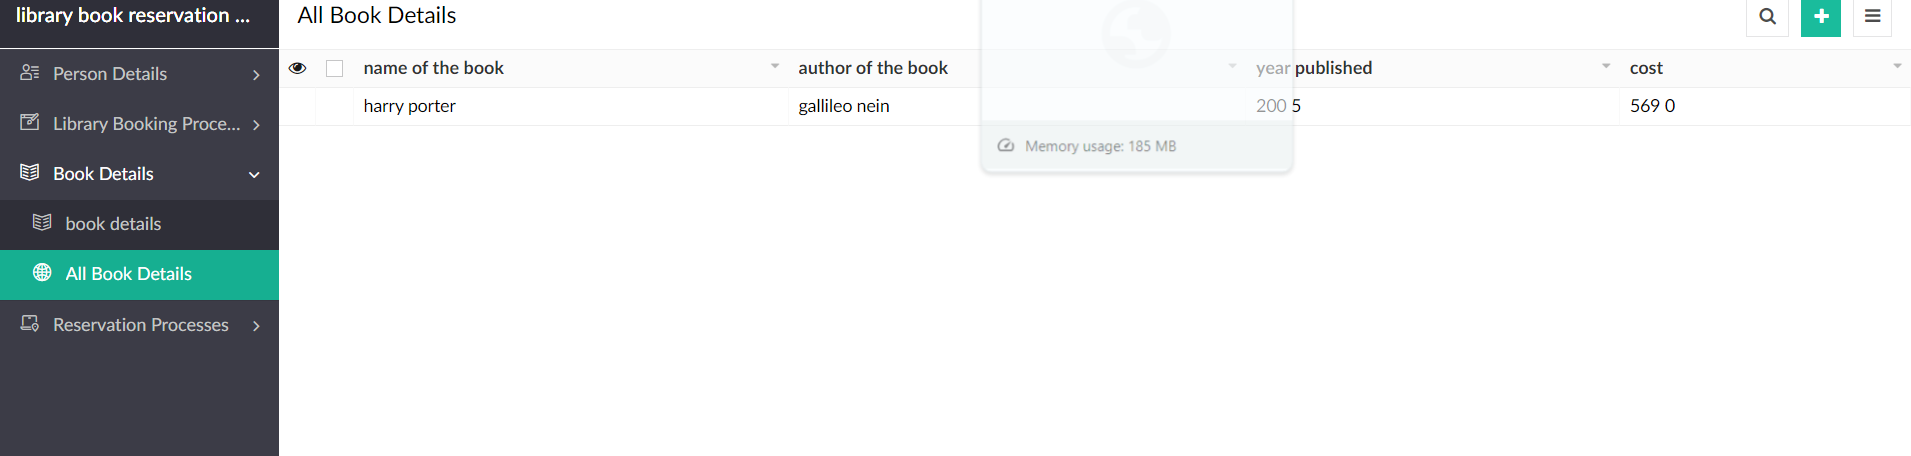 library book reservation ...
All Book Details
Person Details
Library Booking Proce...
Book Details
book details
All Book Details
Reservation Processes
name of the book author of the book year published cost
harry porter gallileo nein 200 5 569 0
Memory usage: 185 MB